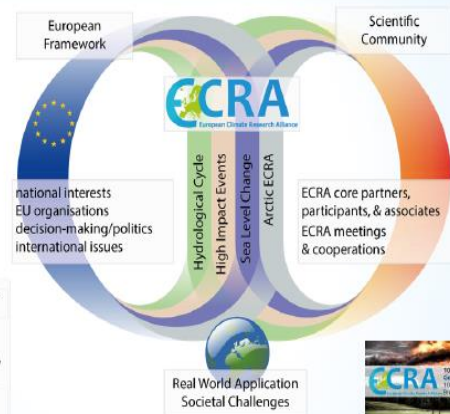 European
Framework
Scientific
Community
ECRA
European Climate Research Alliance
Hydrological Cycle
High Impact Events
Sea Level Change
Arctic ECRA
national interests
EU organisations
decision-making/politics
international issues
ECRA core partners,
participants, & associates
ECRA meetings
& cooperations
Real World Application
Societal Challenges
ECRA